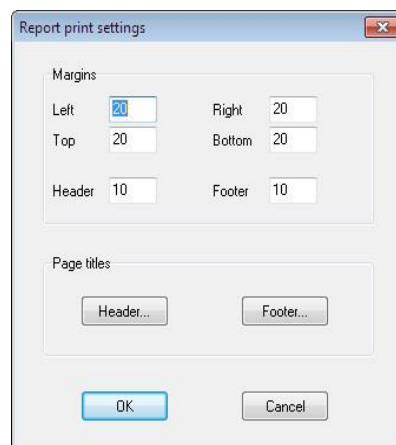 Report print settings
Margins
Left 20 Right 20
Top 20 Bottom 20
Header 10 Footer 10
Page titles
Header... Footer...
OK Cancel